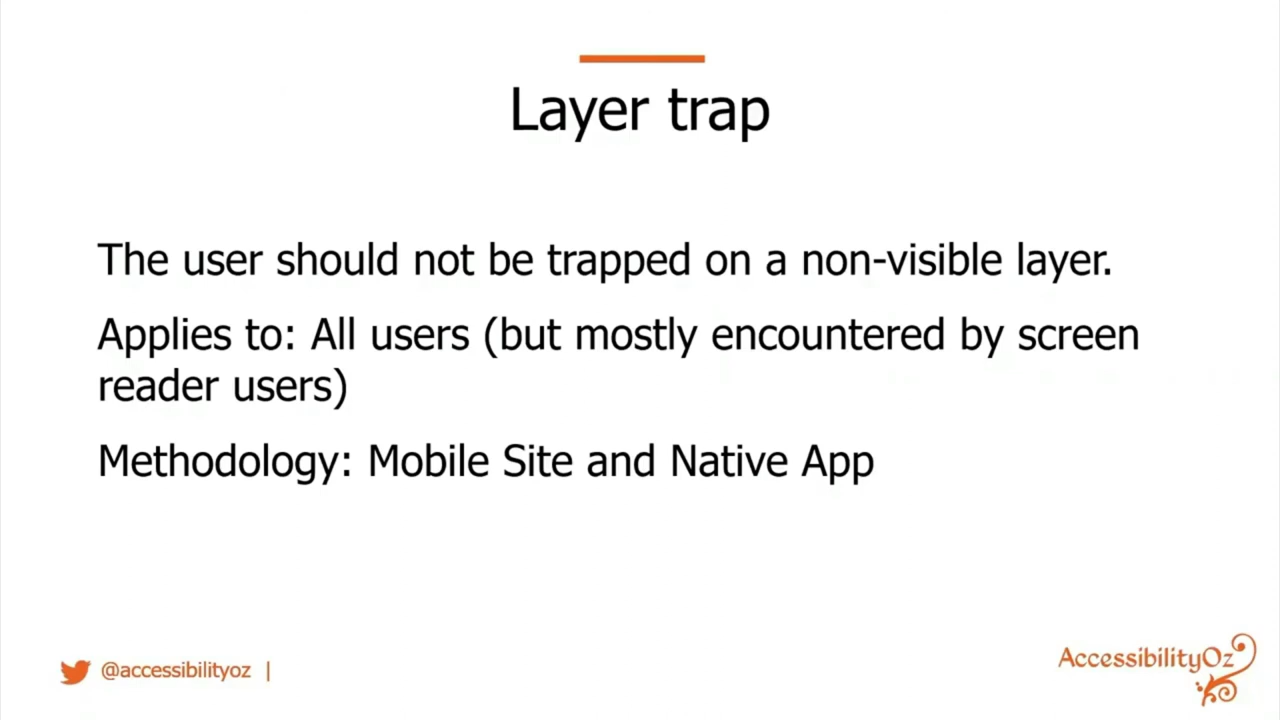 Layer trap
The user should not be trapped on a non-visible layer.
Applies to: All users (but mostly encountered by screen
reader users)
Methodology: Mobile Site and Native App
@accessibilityoz |
AccessibilityOz